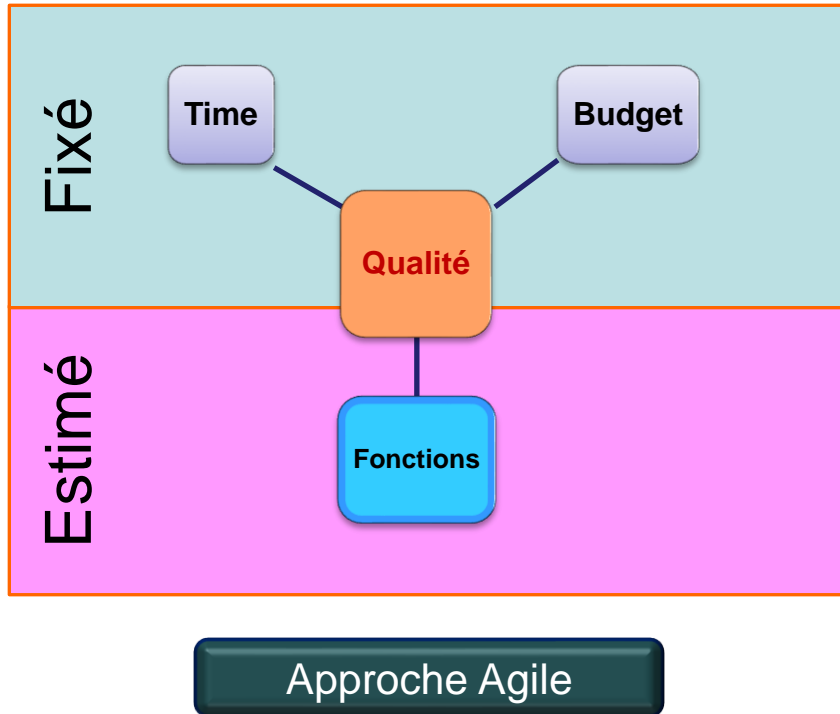 Fixé
Time
Budget
Qualité
Estimé
Fonctions
Approche Agile